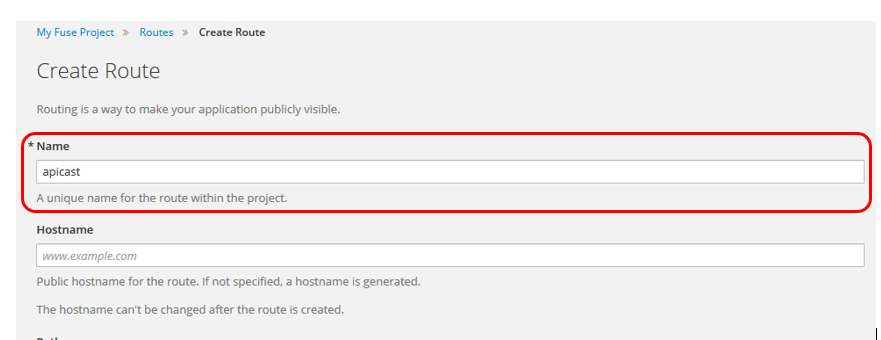 My Fuse Project » Routes » Create Route
Create Route
Routing is a way to make your application publicly visible.
* Name
apicast
A unique name for the route within the project.
Hostname
www.example.com
Public hostname for the route. If not specified, a hostname is generated.
The hostname can't be changed after the route is created.